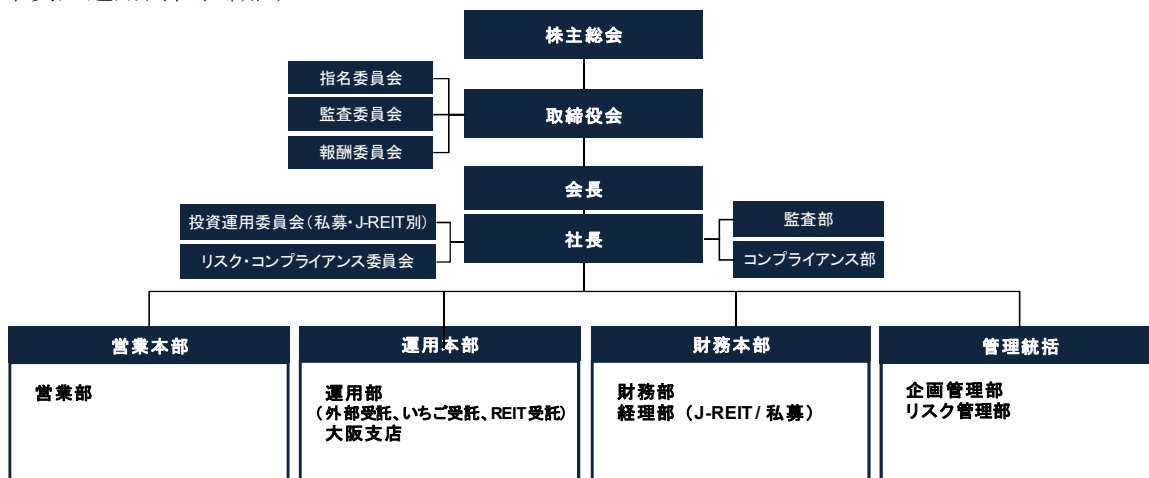 株主総会
指名委員会
監査委員会
報酬委員会
取締役会
会長
投資運用委員会（私募・J-REIT別）
リスク・コンプライアンス委員会
社長
監査部
コンプライアンス部
営業本部
運用本部
財務本部
管理統括
営業部
運用部
（外部受託、いちご受託、REIT受託）
大阪支店
財務部
経理部（J-REIT / 私募）
企画管理部
リスク管理部